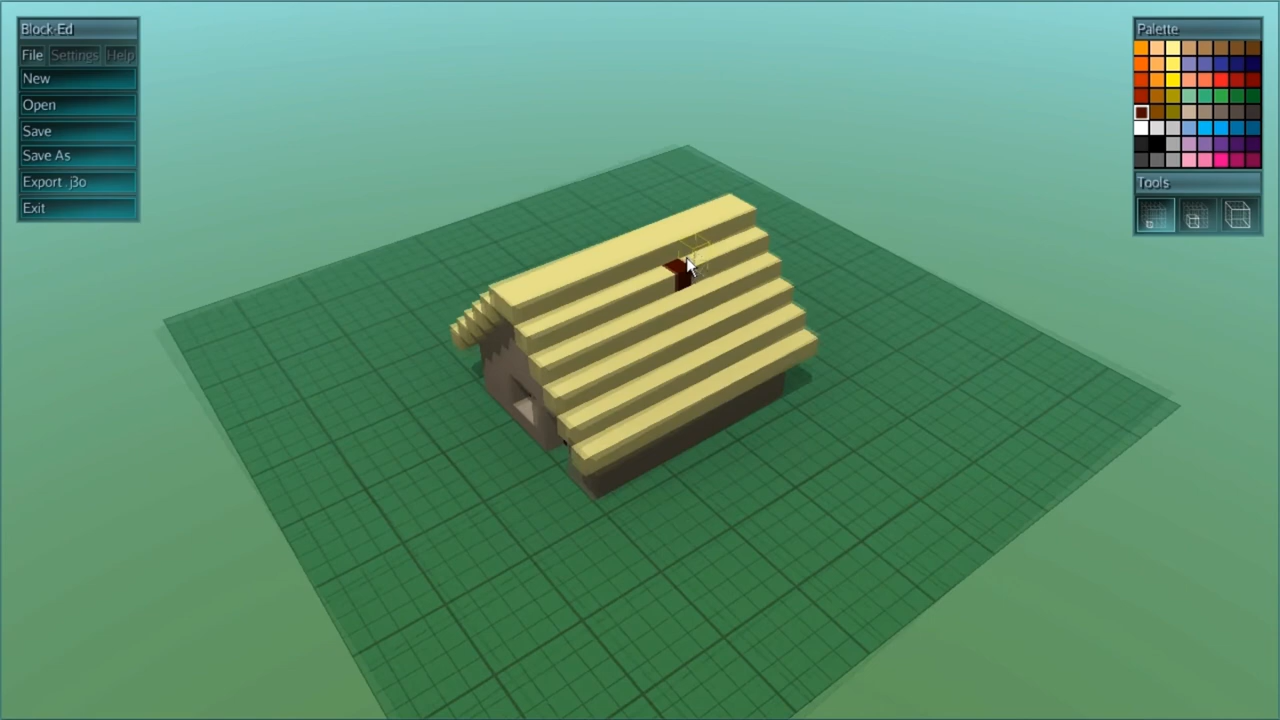 Block-Ed
File Settings Help
New
Open
Save
Save As
Export .j3o
Exit
Palette
Tools